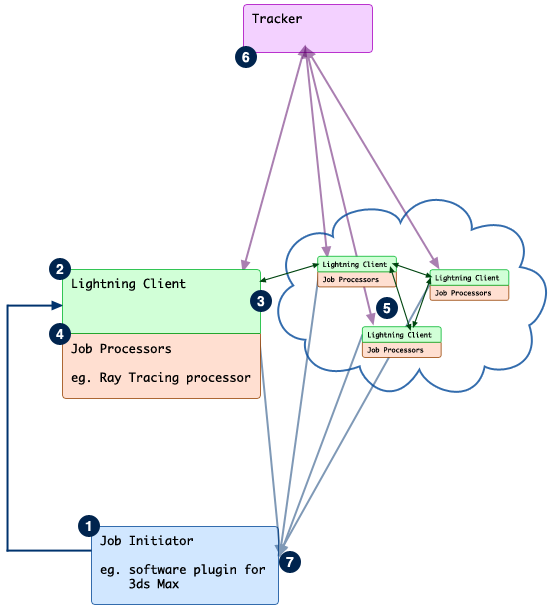 Tracker
6
2
Lightning Client
3
4
Job Processors
eg. Ray Tracing processor
Lightning Client
Job Processors
Lightning Client
Job Processors
5
Lightning Client
Job Processors
1
Job Initiator
eg. software plugin for
3ds Max
7